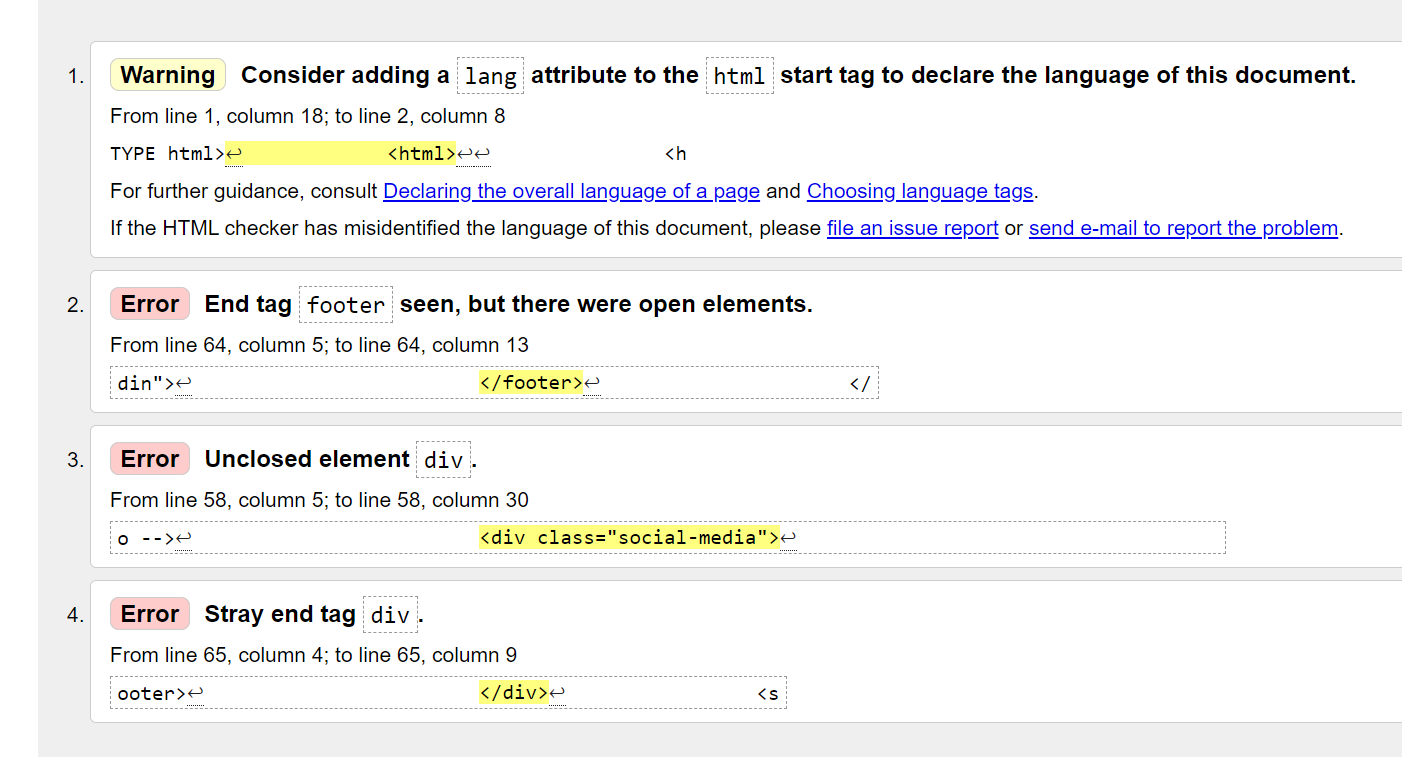 1. Warning Consider adding a lang attribute to the html start tag to declare the language of this document.
From line 1, column 18; to line 2, column 8
TYPE html>↩ <html>↩↩ <h
For further guidance, consult Declaring the overall language of a page and Choosing language tags.
If the HTML checker has misidentified the language of this document, please file an issue report or send e-mail to report the problem.
2. Error End tag footer seen, but there were open elements.
From line 64, column 5; to line 64, column 13
din">↩ </footer>↩ </
3. Error Unclosed element div.
From line 58, column 5; to line 58, column 30
o -->↩ <div class="social-media">↩
4. Error Stray end tag div.
From line 65, column 4; to line 65, column 9
ooter>↩ </div>↩ <s